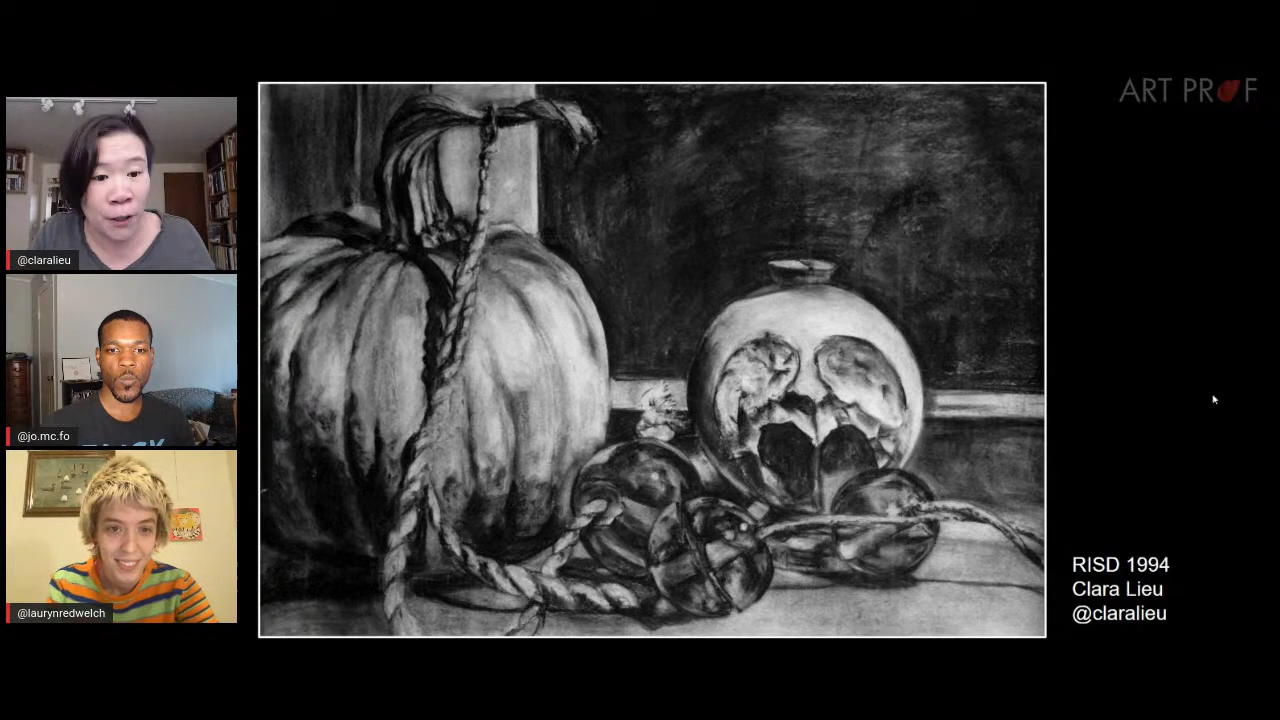 ART PROF
@claralieu
@jo.mc.fo
@laurynredwelch
RISD 1994
Clara Lieu
@claralieu